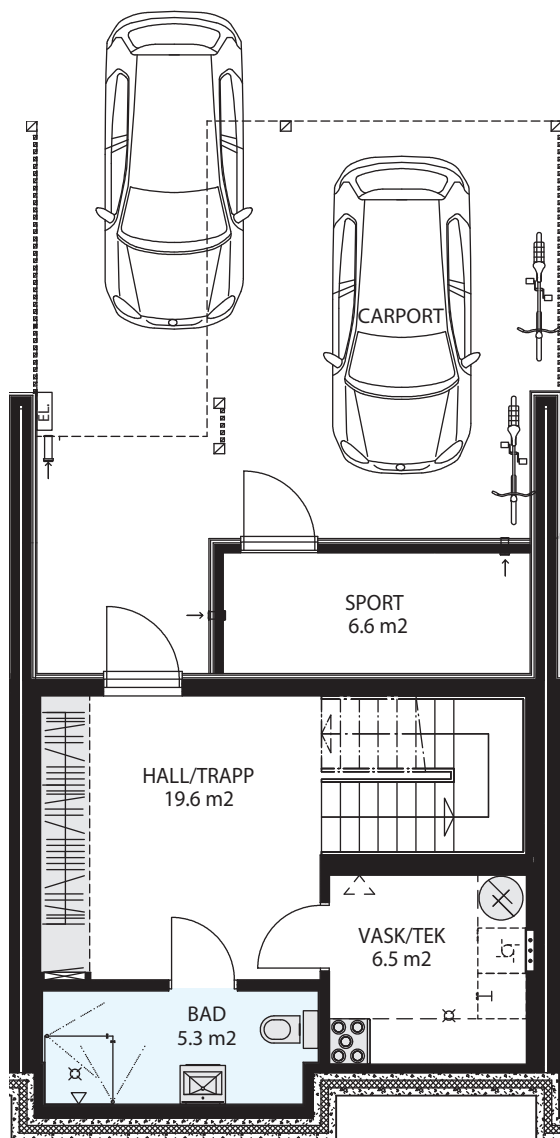 CARPORT
EL.
SPORT
6.6 m2
HALL/TRAPP
19.6 m2
VASK/TEK
6.5 m2
BAD
5.3 m2